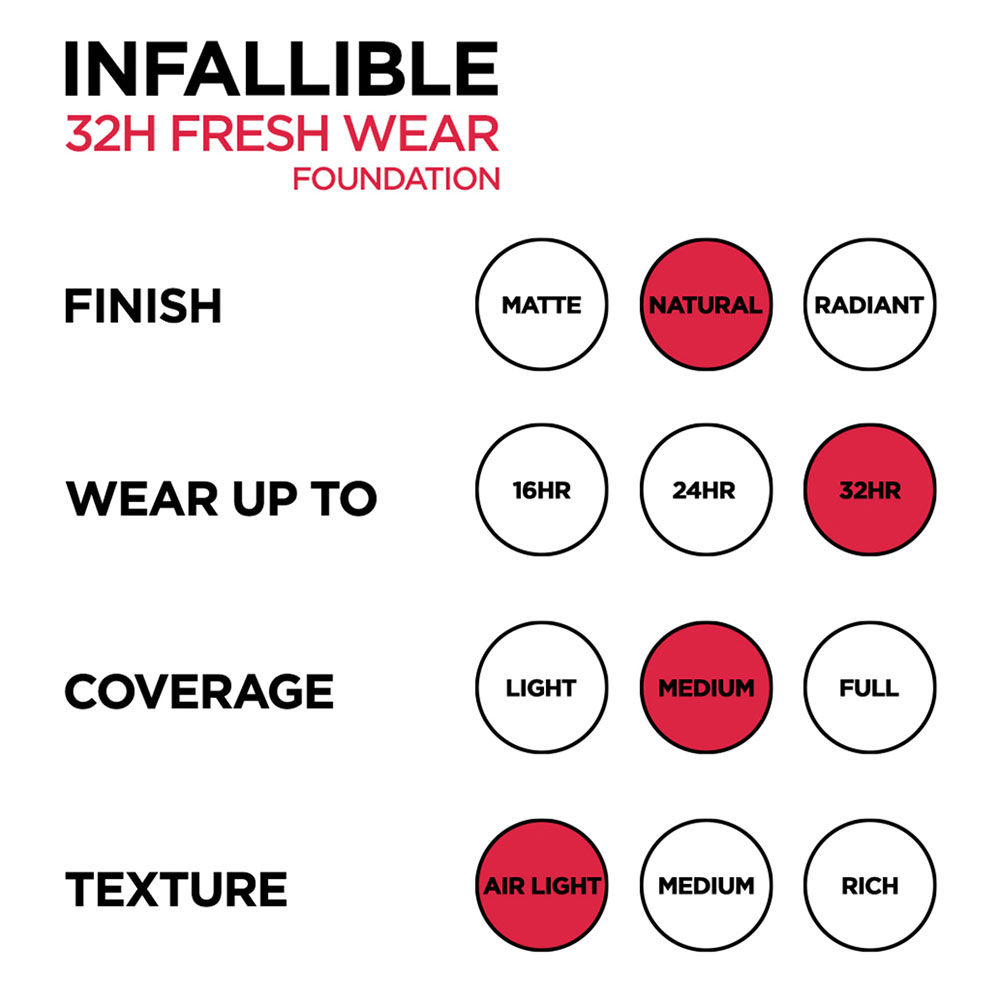 INFALLIBLE
32H FRESH WEAR
FOUNDATION
FINISH MATTE NATURAL RADIANT
WEAR UP TO 16HR 24HR 32HR
COVERAGE LIGHT MEDIUM FULL
TEXTURE AIR LIGHT MEDIUM RICH